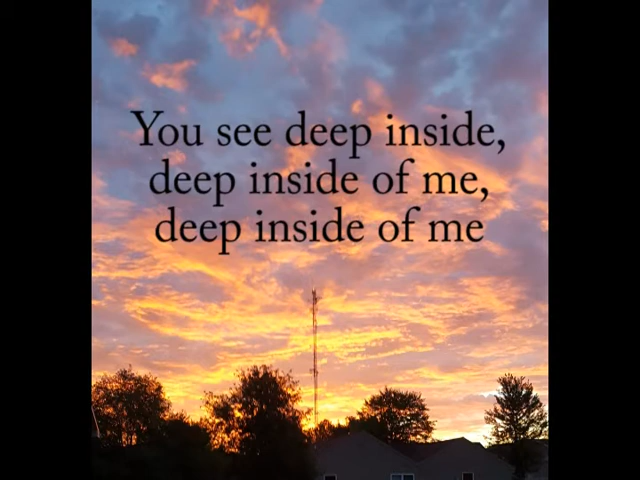 You see deep inside,
deep inside of me,
deep inside of me